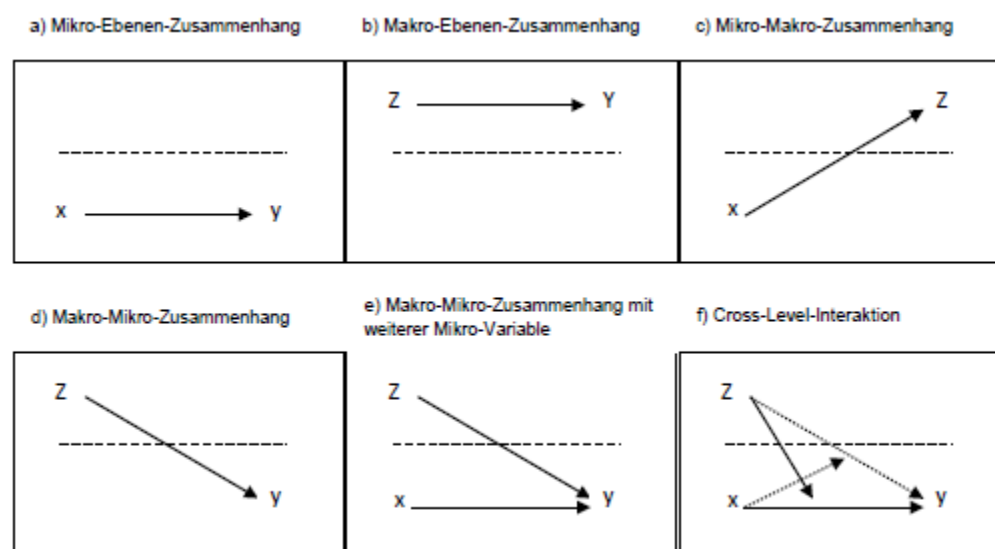 a) Mikro-Ebenen-Zusammenhang
b) Makro-Ebenen-Zusammenhang
c) Mikro-Makro-Zusammenhang
Z
Y
Z
x
y
x
d) Makro-Mikro-Zusammenhang
e) Makro-Mikro-Zusammenhang mit
weiterer Mikro-Variable
f) Cross-Level-Interaktion
Z
Z
Z
y
x
y
x
y